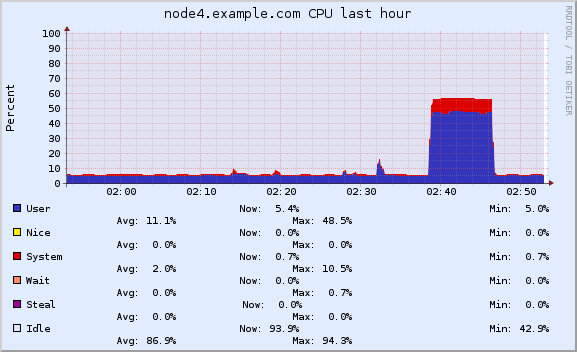 node4.example.com CPU last hour
RRDTOOL / TOBI OETIKER
Percent
100
90
80
70
60
50
40
30
20
10
0
02:00 02:10 02:20 02:30 02:40 02:50
User Now: 5.4% Min: 5.0%
Avg: 11.1% Max: 48.5%
Nice Now: 0.0% Min: 0.0%
Avg: 0.0% Max: 0.0%
System Now: 0.7% Min: 0.7%
Avg: 2.0% Max: 10.5%
Wait Now: 0.0% Min: 0.0%
Avg: 0.0% Max: 0.7%
Steal Now: 0.0% Min: 0.0%
Avg: 0.0% Max: 0.0%
Idle Now: 93.9% Min: 42.9%
Avg: 86.9% Max: 94.3%